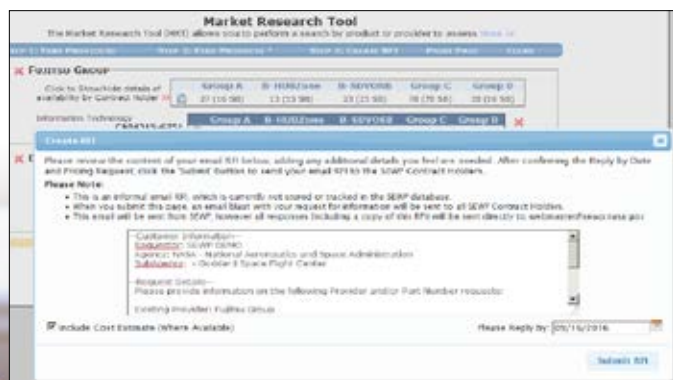 Market Research Tool
The Market Research Tool (MRT) allows you to perform a search by product or provider to assess
Fujitsu Group
Click to Show/Hide details of
availability by Contract Holder
Group A B-HUBZone B-SDVOSB Group C Group D
Information Technology
Group A B-HUBZone B-SDVOSB Group C Group D
Create RFI
Please review the content of your email RFI below, adding any additional details you feel are needed. After confirming the Reply by Date
and Pricing Request, click the 'Submit' button to send your email RFI to the SEWP Contract Holders.
Please Note:
• This is an informal email RFI, which is currently not stored or tracked in the SEWP database.
• When you submit this page, an email blast with your request for information will be sent to all SEWP Contract Holders.
• This email will be sent from SEWP, however all responses (including a copy of this RFI) will be sent directly to
--Customer Information--
Requestor: SEWP DEMO
Agency: NASA - National Aeronautics and Space Administration
Subagency: - Goddard Space Flight Center
--Request Details--
Please provide information on the following Provider and/or Part Number requests:
Existing Provider: Fujitsu Group
Include Cost Estimate (Where Available)
Please Reply by: 09/16/2016
Submit RFI